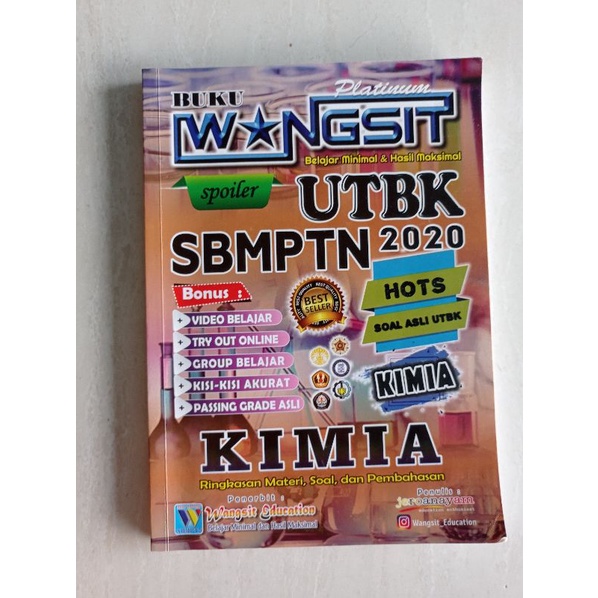 BUKU
Platinum
WANGSIT
Belajar Minimal & Hasil Maksimal
spoiler
UTBK
SBMPTN 2020
Bonus :
VIDEO BELAJAR
TRY OUT ONLINE
GROUP BELAJAR
KISI-KISI AKURAT
PASSING GRADE ASLI
BEST
SELLER
HOTS
SOAL ASLI UTBK
KIMIA
KIMIA
Ringkasan Materi, Soal, dan Pembahasan
Penerbit :
Wangsit Education
Belajar Minimal dan Hasil Maksimal
Penulis :
Wangsit_Education